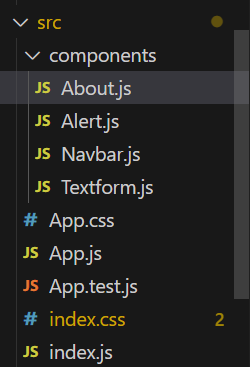 src
components
JS About.js
JS Alert.js
JS Navbar.js
JS Textform.js
# App.css
JS App.js
JS App.test.js
# index.css 2
JS index.js